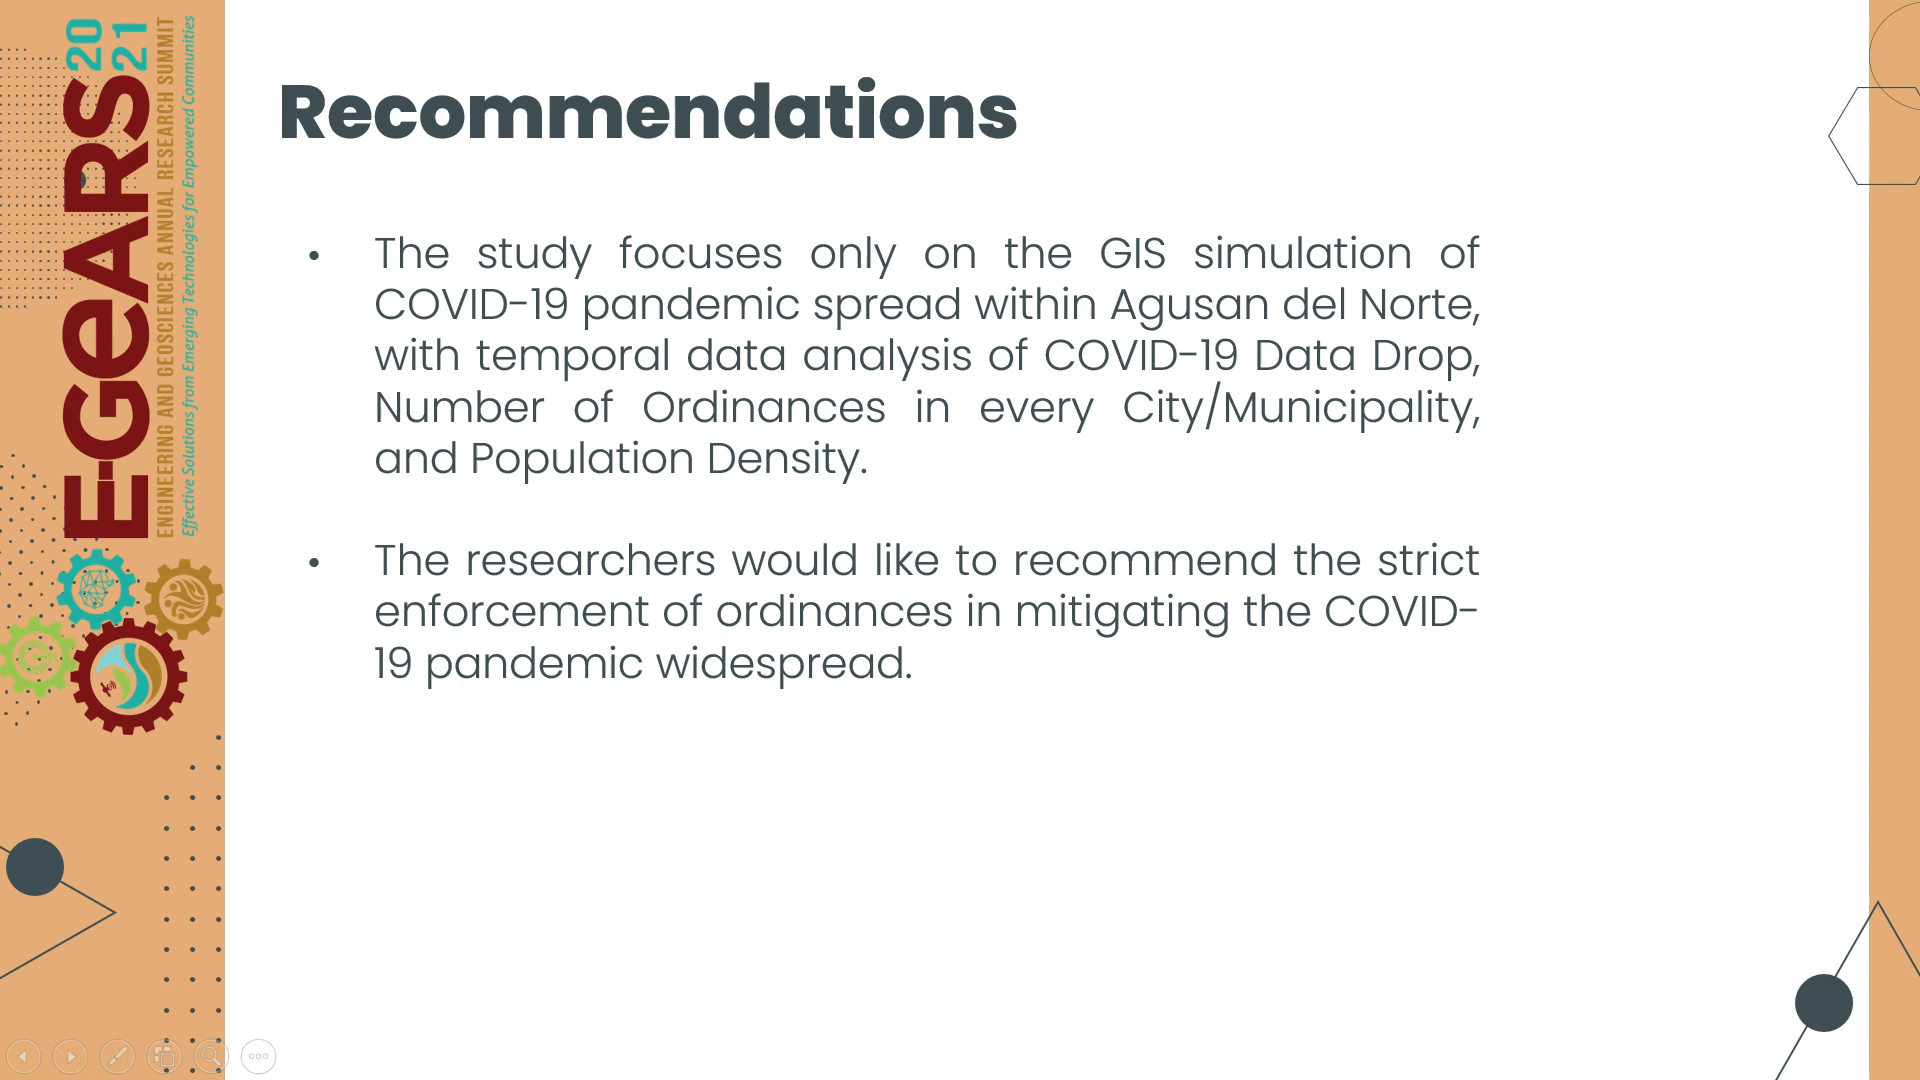 20
21
E-GeARS
ENGINEERING AND GEOSCIENCES ANNUAL RESEARCH SUMMIT
Effective Solutions from Emerging Technologies for Empowered Communities
Recommendations
• The study focuses only on the GIS simulation of
COVID-19 pandemic spread within Agusan del Norte,
with temporal data analysis of COVID-19 Data Drop,
Number of Ordinances in every City/Municipality,
and Population Density.
• The researchers would like to recommend the strict
enforcement of ordinances in mitigating the COVID-
19 pandemic widespread.